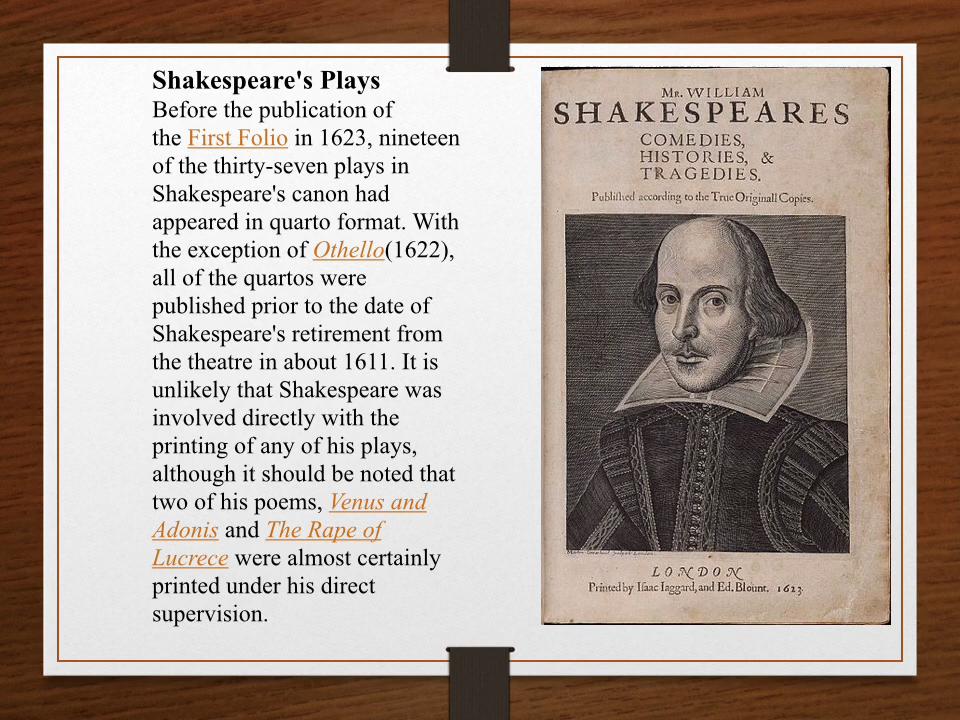 Shakespeare's Plays
Before the publication of
the First Folio in 1623, nineteen
of the thirty-seven plays in
Shakespeare's canon had
appeared in quarto format. With
the exception of Othello(1622),
all of the quartos were
published prior to the date of
Shakespeare's retirement from
the theatre in about 1611. It is
unlikely that Shakespeare was
involved directly with the
printing of any of his plays,
although it should be noted that
two of his poems, Venus and
Adonis and The Rape of
Lucrece were almost certainly
printed under his direct
supervision.
MR. WILLIAM
SHAKESPEARES
COMEDIES,
HISTORIES, &
TRAGEDIES.
Publiſhed according to the True Originall Copies.
LONDON
Printed by Iſaac Iaggard, and Ed. Blount. 1623.